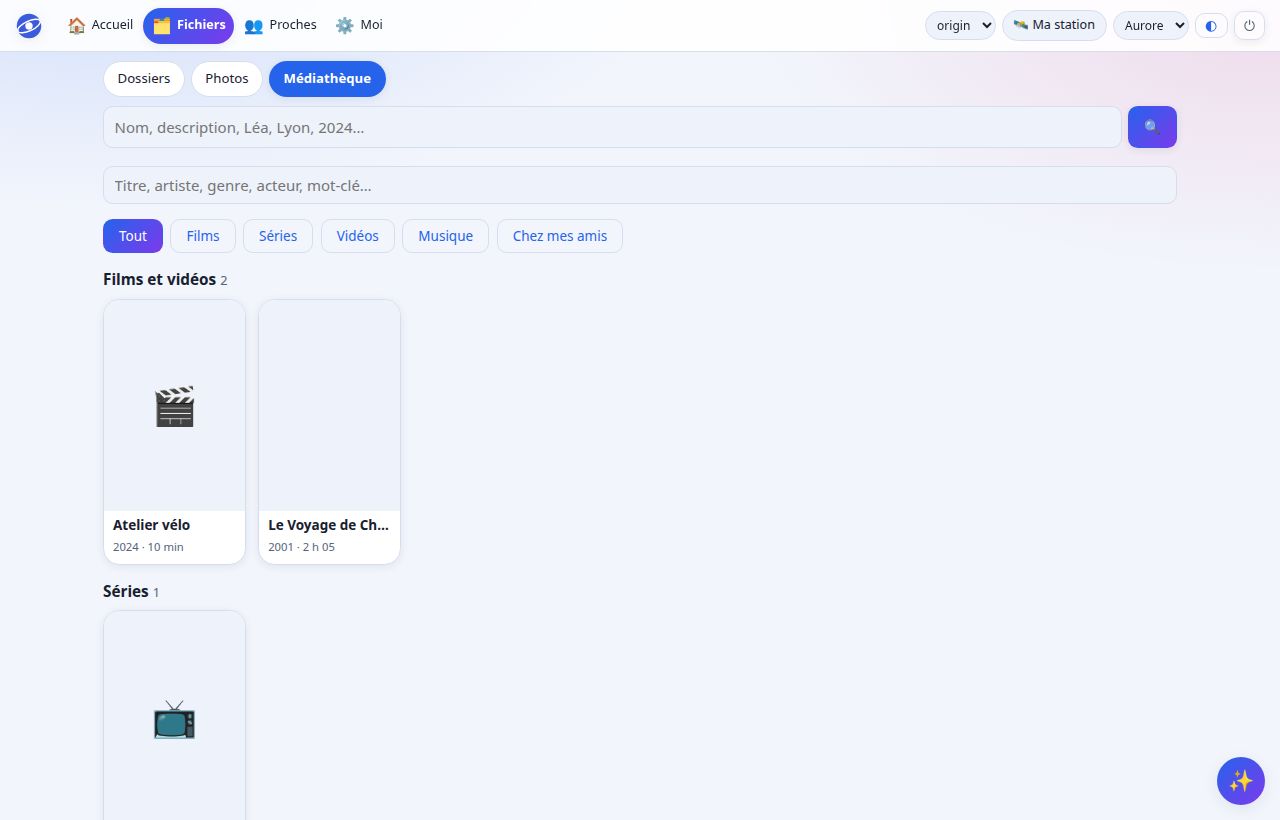 Accueil
Fichiers
Proches
Moi
origin
Ma station
Aurore
Dossiers
Photos
Médiathèque
Nom, description, Léa, Lyon, 2024...
Titre, artiste, genre, acteur, mot-clé...
Tout
Films
Séries
Vidéos
Musique
Chez mes amis
Films et vidéos 2
Atelier vélo
2024 · 10 min
Le Voyage de Ch...
2001 · 2 h 05
Séries 1